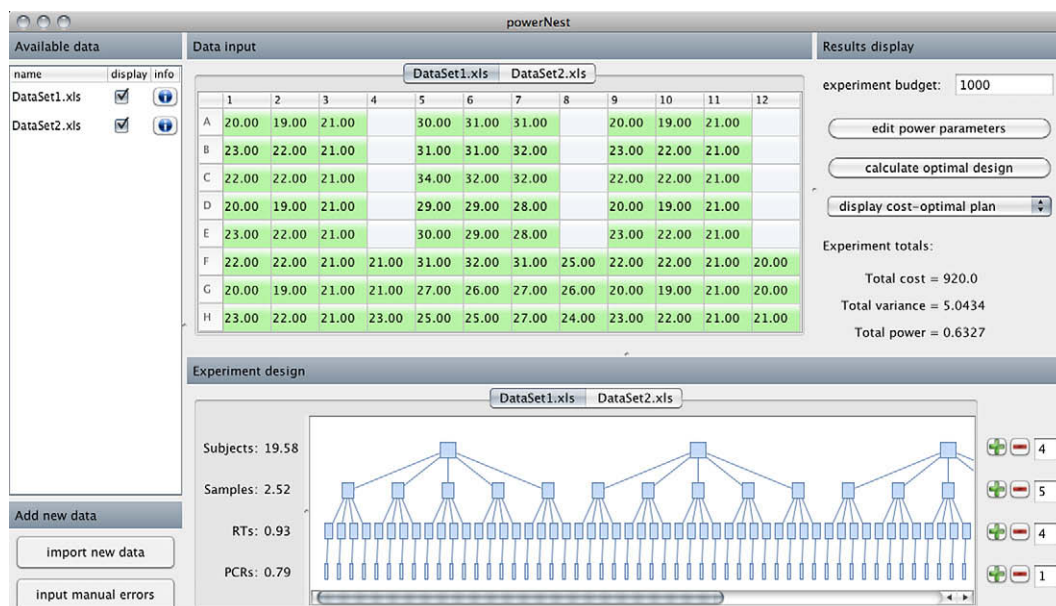 powerNest
Available data
name display info
DataSet1.xls
DataSet2.xls
Add new data
import new data
input manual errors
Data input
DataSet1.xls DataSet2.xls
1 2 3 4 5 6 7 8 9 10 11 12
A 20.00 19.00 21.00 30.00 31.00 31.00 20.00 19.00 21.00
B 23.00 22.00 21.00 31.00 31.00 32.00 23.00 22.00 21.00
C 22.00 22.00 21.00 34.00 32.00 32.00 22.00 22.00 21.00
D 20.00 19.00 21.00 29.00 29.00 28.00 20.00 19.00 21.00
E 23.00 22.00 21.00 30.00 29.00 28.00 23.00 22.00 21.00
F 22.00 22.00 21.00 21.00 31.00 32.00 31.00 25.00 22.00 22.00 21.00 20.00
G 20.00 19.00 21.00 21.00 27.00 26.00 27.00 26.00 20.00 19.00 21.00 20.00
H 23.00 22.00 21.00 23.00 25.00 25.00 27.00 24.00 23.00 22.00 21.00 21.00
Results display
experiment budget: 1000
edit power parameters
calculate optimal design
display cost-optimal plan
Experiment totals:
Total cost = 920.0
Total variance = 5.0434
Total power = 0.6327
Experiment design
DataSet1.xls DataSet2.xls
Subjects: 19.58 4
Samples: 2.52 5
RTs: 0.93 4
PCRs: 0.79 1